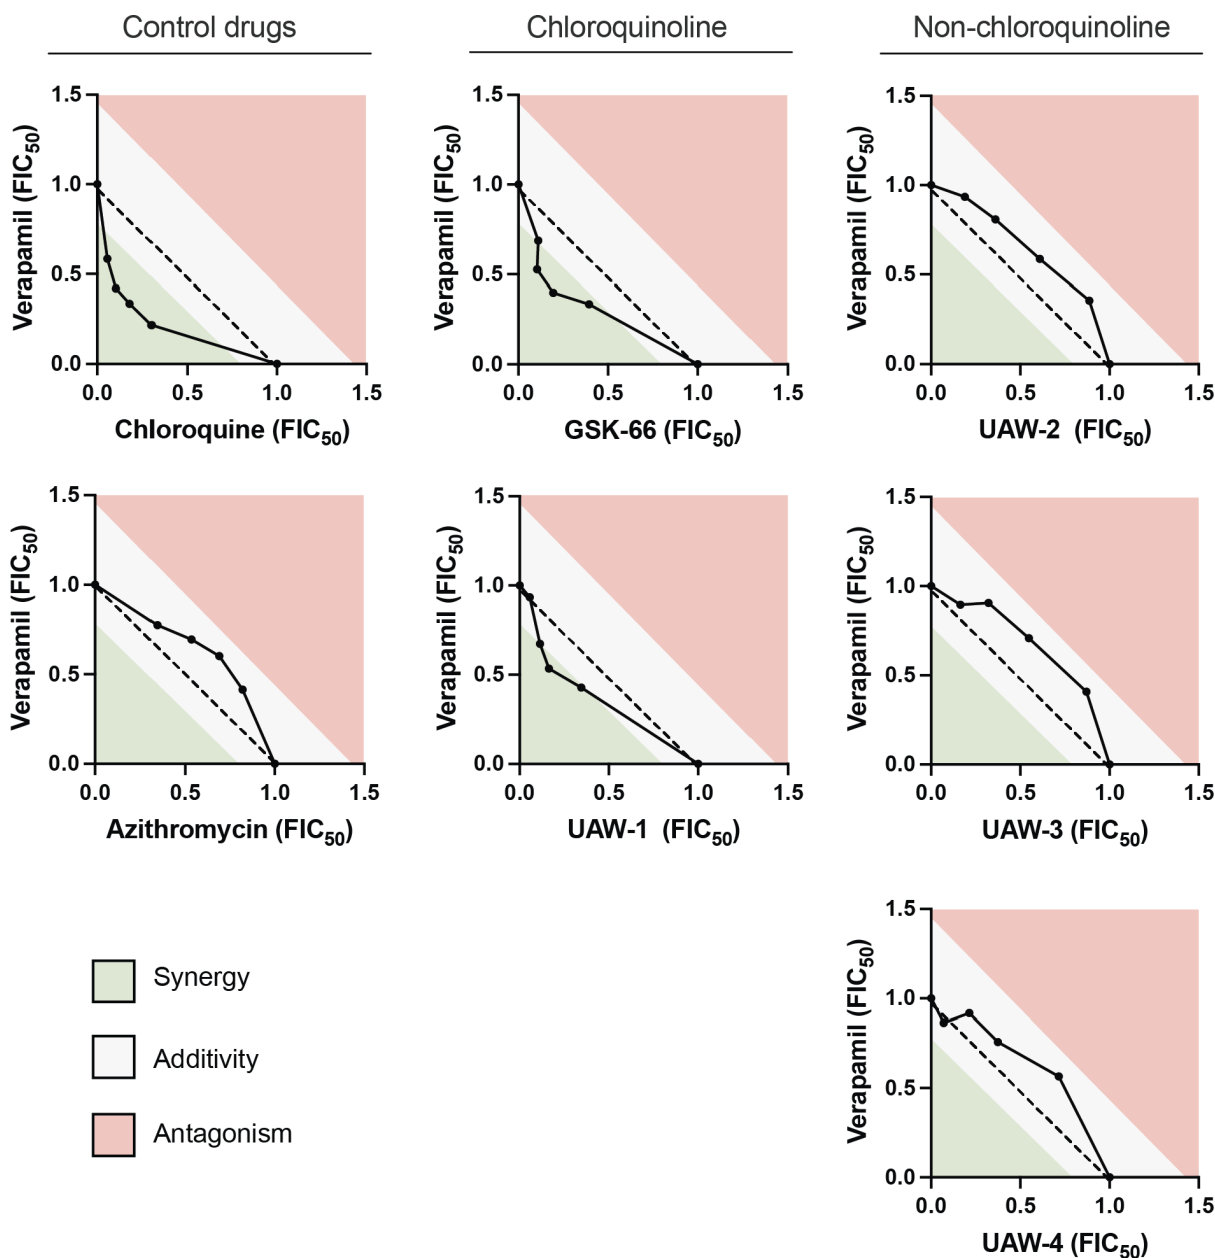 Control drugs
Chloroquinoline
Non-chloroquinoline
Verapamil (FIC50)
1.5
1.0
0.5
0.0
0.0 0.5 1.0 1.5
Chloroquine (FIC50)
Verapamil (FIC50)
1.5
1.0
0.5
0.0
0.0 0.5 1.0 1.5
GSK-66 (FIC50)
Verapamil (FIC50)
1.5
1.0
0.5
0.0
0.0 0.5 1.0 1.5
UAW-2 (FIC50)
Verapamil (FIC50)
1.5
1.0
0.5
0.0
0.0 0.5 1.0 1.5
Azithromycin (FIC50)
Verapamil (FIC50)
1.5
1.0
0.5
0.0
0.0 0.5 1.0 1.5
UAW-1 (FIC50)
Verapamil (FIC50)
1.5
1.0
0.5
0.0
0.0 0.5 1.0 1.5
UAW-3 (FIC50)
Synergy
Additivity
Antagonism
Verapamil (FIC50)
1.5
1.0
0.5
0.0
0.0 0.5 1.0 1.5
UAW-4 (FIC50)